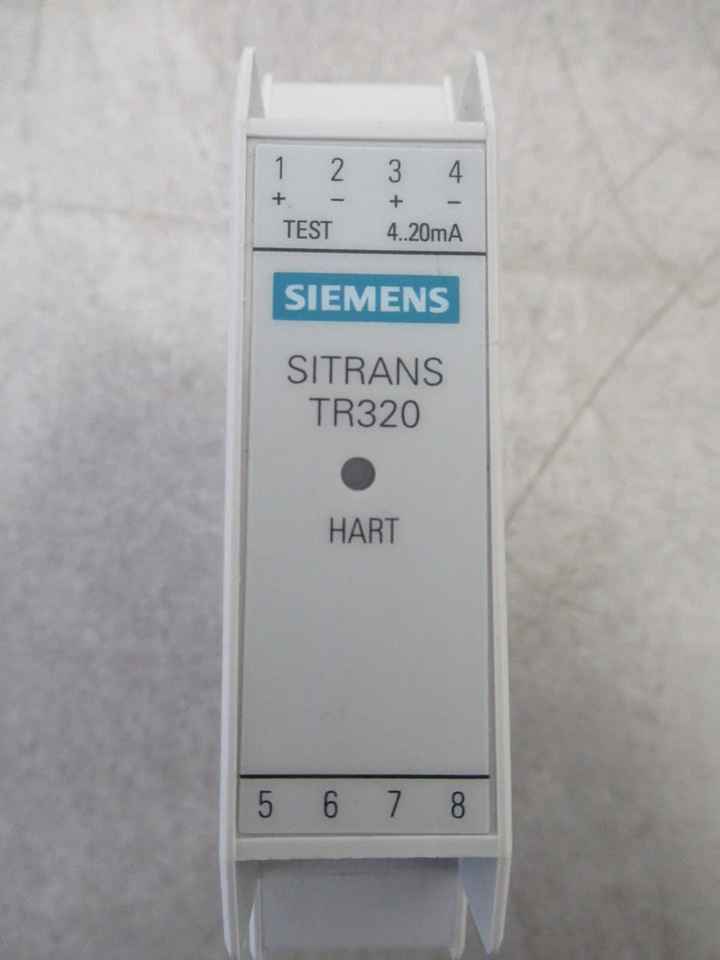 1 2 3 4
+ − + −
TEST 4..20mA
SIEMENS
SITRANS
TR320
HART
5 6 7 8